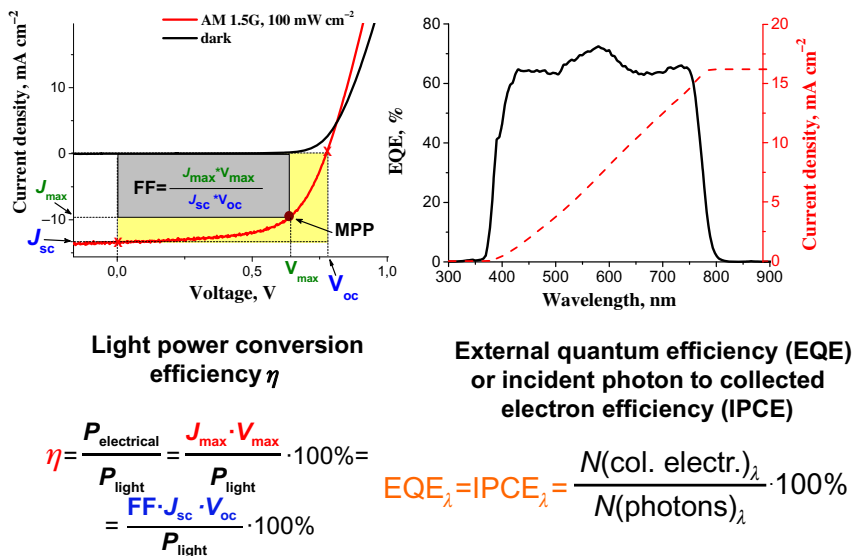 AM 1.5G, 100 mW cm⁻²
dark
Current density, mA cm⁻²
0
−10
J_max
J_sc
FF= J_max*V_max / J_sc*V_oc
MPP
0,0 0,5 1,0
V_max
V_oc
Voltage, V
EQE, %
80
60
40
20
0
300 400 500 600 700 800 900
Wavelength, nm
20
15
10
5
0
Current density, mA cm⁻²
Light power conversion
efficiency η
η = P_electrical / P_light = J_max·V_max / P_light ·100%=
= FF·J_sc·V_oc / P_light ·100%
External quantum efficiency (EQE)
or incident photon to collected
electron efficiency (IPCE)
EQE_λ=IPCE_λ= N(col. electr.)_λ / N(photons)_λ ·100%